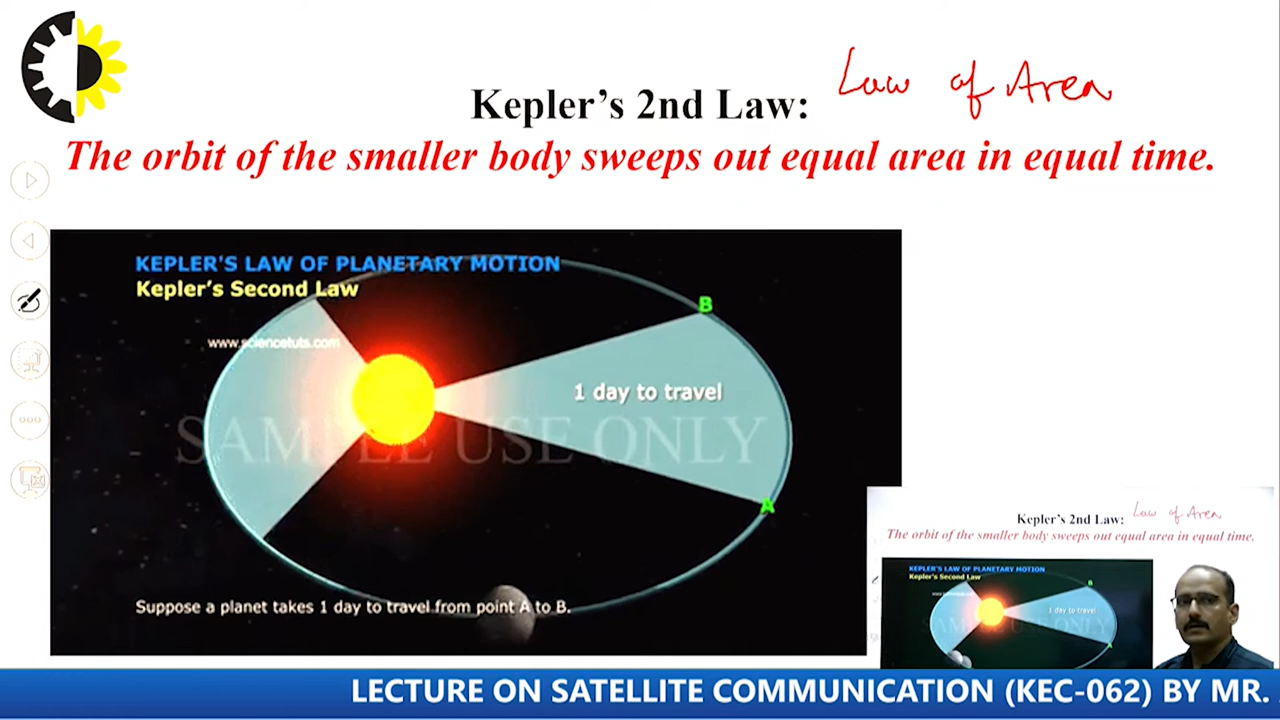 Law of Area
Kepler’s 2nd Law:
The orbit of the smaller body sweeps out equal area in equal time.
KEPLER'S LAW OF PLANETARY MOTION
Kepler's Second Law
B
www.sciencetuts.com
1 day to travel
SAMPLE USE ONLY
A
Suppose a planet takes 1 day to travel from point A to B.
Law of Area
Kepler’s 2nd Law:
The orbit of the smaller body sweeps out equal area in equal time.
KEPLER'S LAW OF PLANETARY MOTION
Kepler's Second Law
B
1 day to travel
SAMPLE USE ONLY
A
LECTURE ON SATELLITE COMMUNICATION (KEC-062) BY MR.